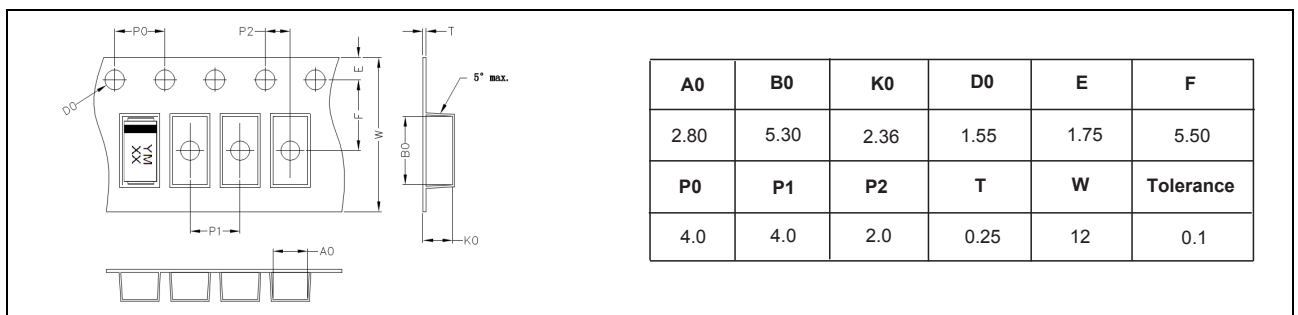 P0
P2
T
E
5° max.
D0
F
W
B0
YM
XX
P1
K0
A0
A0 B0 K0 D0 E F
2.80 5.30 2.36 1.55 1.75 5.50
P0 P1 P2 T W Tolerance
4.0 4.0 2.0 0.25 12 0.1